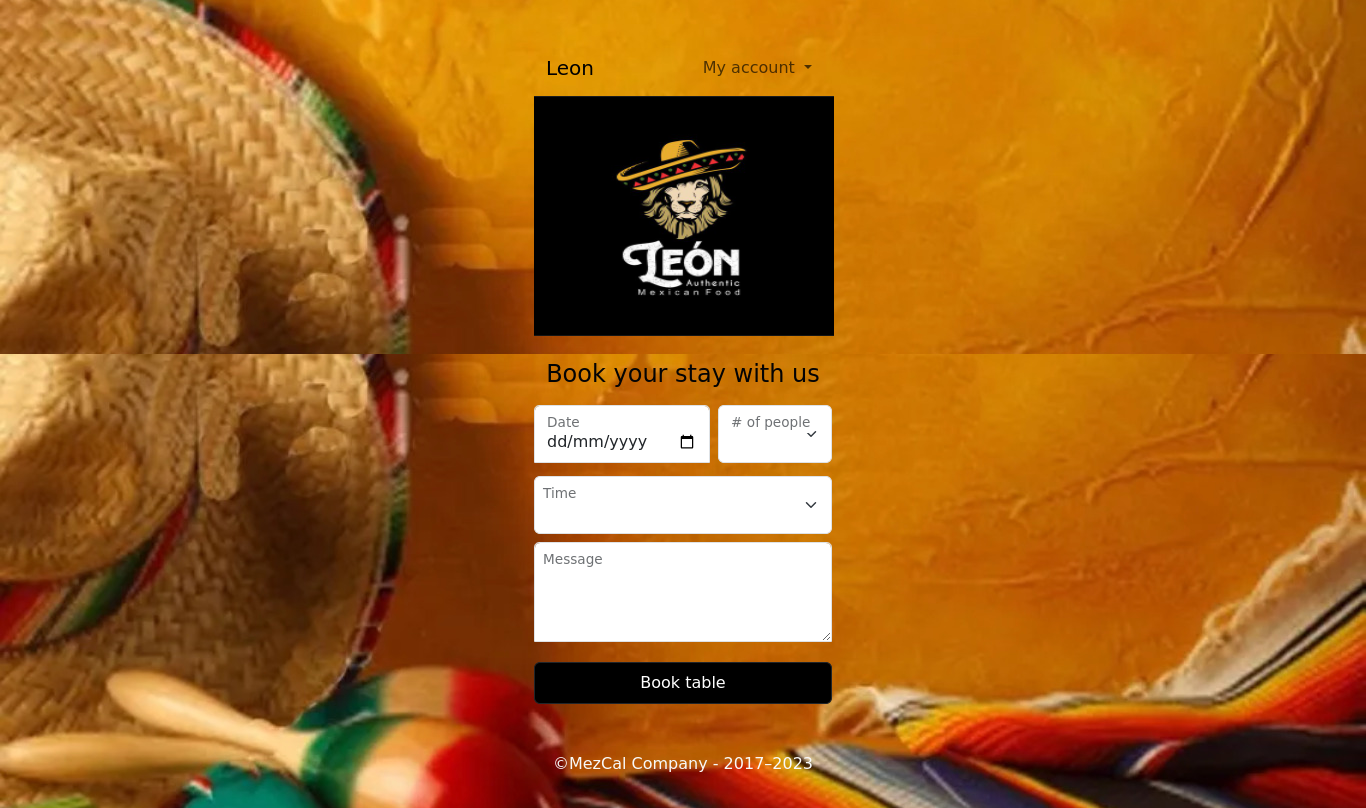 Leon
My account
LEÓN
Authentic
Mexican Food
Book your stay with us
Date
# of people
dd/mm/yyyy
Time
Message
Book table
©MezCal Company - 2017–2023